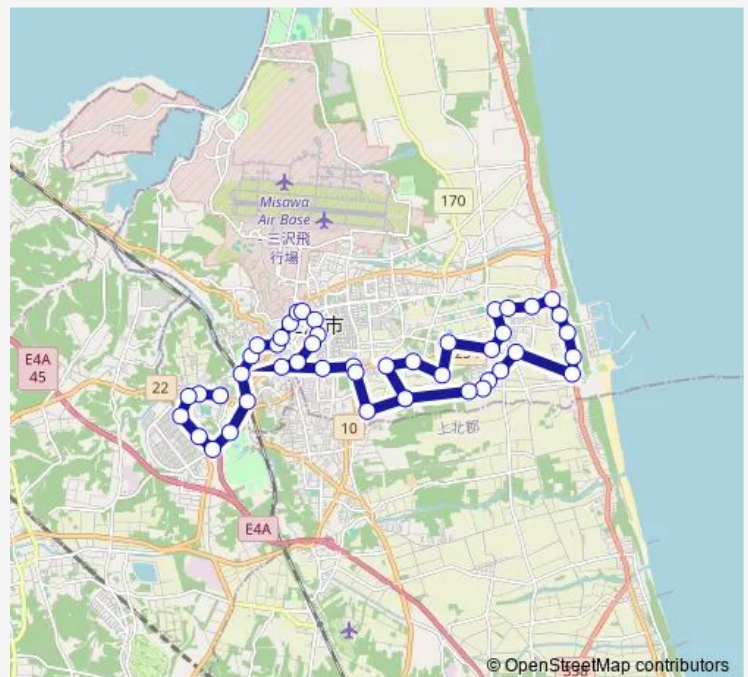 170
Misawa
Air Base
三沢飛
行場
市
E4A
45
22
10
上北郡
E4A
© OpenStreetMap contributors